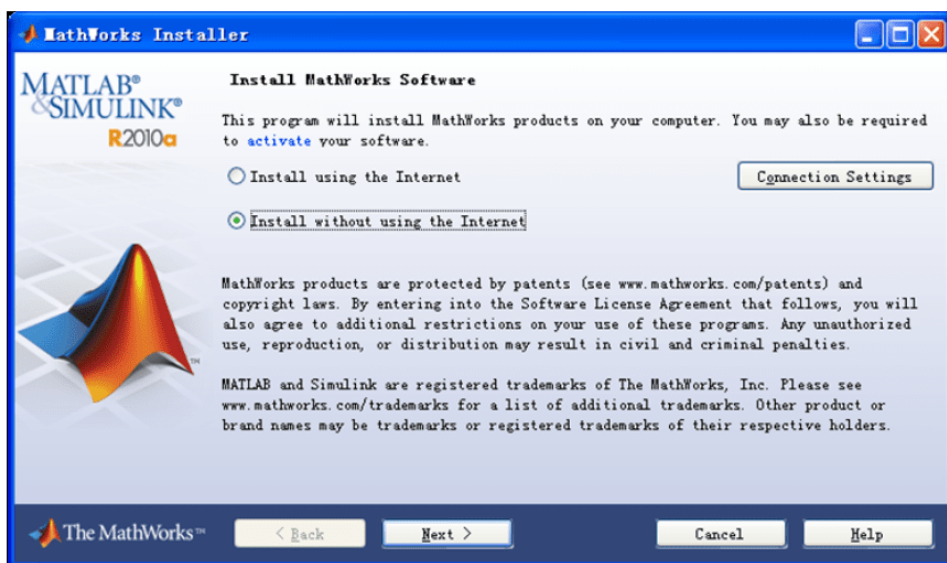 MathWorks Installer
MATLAB®
&SIMULINK®
R2010a
Install MathWorks Software
This program will install MathWorks products on your computer. You may also be required
to activate your software.
Install using the Internet
Connection Settings
Install without using the Internet
MathWorks products are protected by patents (see www.mathworks.com/patents) and
copyright laws. By entering into the Software License Agreement that follows, you will
also agree to additional restrictions on your use of these programs. Any unauthorized
use, reproduction, or distribution may result in civil and criminal penalties.
TM
MATLAB and Simulink are registered trademarks of The MathWorks, Inc. Please see
www.mathworks.com/trademarks for a list of additional trademarks. Other product or
brand names may be trademarks or registered trademarks of their respective holders.
The MathWorks™
< Back
Next >
Cancel
Help